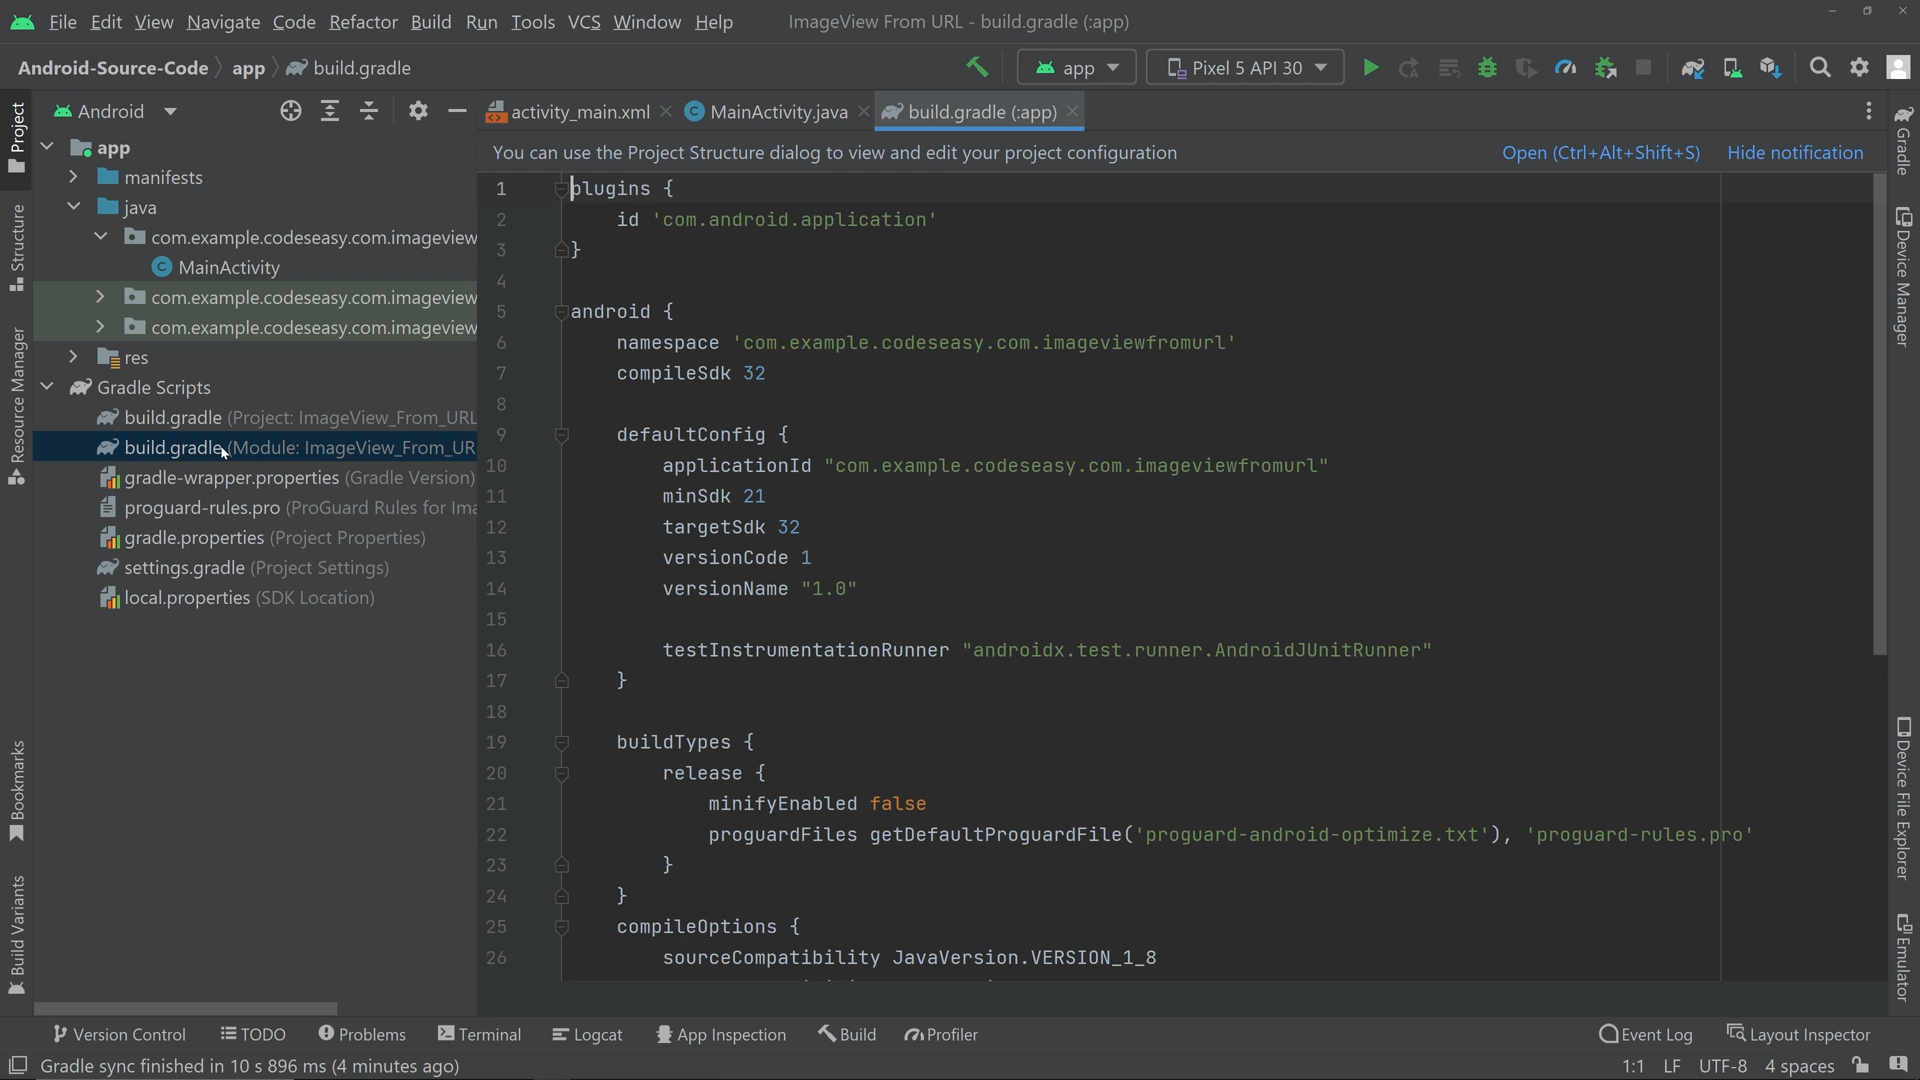 File Edit View Navigate Code Refactor Build Run Tools VCS Window Help ImageView From URL - build.gradle (:app)
Android-Source-Code app build.gradle app Pixel 5 API 30
Android activity_main.xml MainActivity.java build.gradle (:app)
You can use the Project Structure dialog to view and edit your project configuration Open (Ctrl+Alt+Shift+S) Hide notification
Project
Structure
Resource Manager
Bookmarks
Build Variants
app
manifests
java
com.example.codeseasy.com.imageview
MainActivity
com.example.codeseasy.com.imageview
com.example.codeseasy.com.imageview
res
Gradle Scripts
build.gradle (Project: ImageView_From_URL
build.gradle (Module: ImageView_From_UR
gradle-wrapper.properties (Gradle Version)
proguard-rules.pro (ProGuard Rules for Ima
gradle.properties (Project Properties)
settings.gradle (Project Settings)
local.properties (SDK Location)
1 plugins {
2 id 'com.android.application'
3 }
4
5 android {
6 namespace 'com.example.codeseasy.com.imageviewfromurl'
7 compileSdk 32
8
9 defaultConfig {
10 applicationId "com.example.codeseasy.com.imageviewfromurl"
11 minSdk 21
12 targetSdk 32
13 versionCode 1
14 versionName "1.0"
15
16 testInstrumentationRunner "androidx.test.runner.AndroidJUnitRunner"
17 }
18
19 buildTypes {
20 release {
21 minifyEnabled false
22 proguardFiles getDefaultProguardFile('proguard-android-optimize.txt'), 'proguard-rules.pro'
23 }
24 }
25 compileOptions {
26 sourceCompatibility JavaVersion.VERSION_1_8
Gradle
Device Manager
Device File Explorer
Emulator
Version Control TODO Problems Terminal Logcat App Inspection Build Profiler Event Log Layout Inspector
Gradle sync finished in 10 s 896 ms (4 minutes ago) 1:1 LF UTF-8 4 spaces